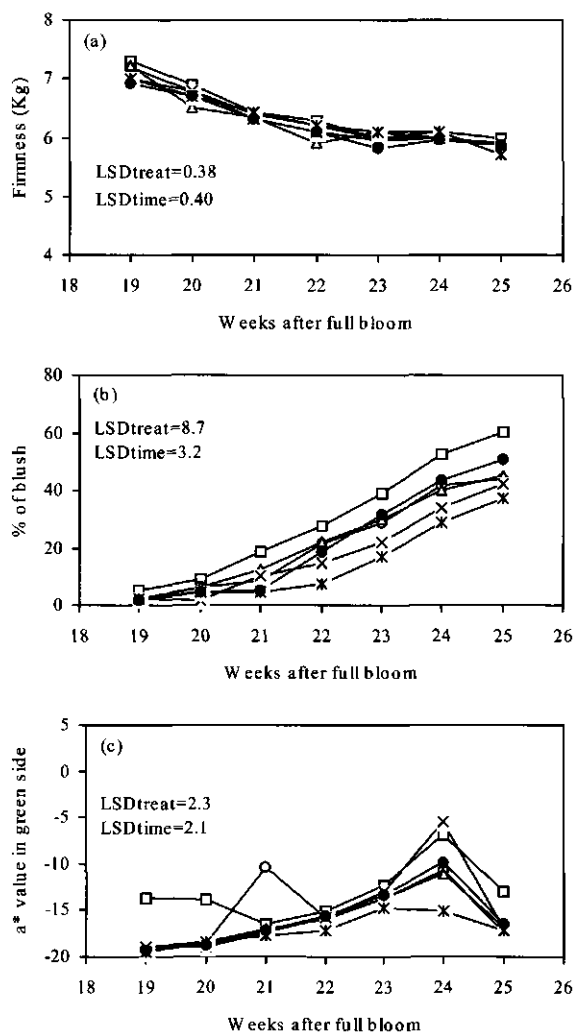 8
(a)
7
6
5
4
Firmness (Kg)
LSDtreat=0.38
LSDtime=0.40
18 19 20 21 22 23 24 25 26
Weeks after full bloom
80
(b)
60
40
20
0
% of blush
LSDtreat=8.7
LSDtime=3.2
18 19 20 21 22 23 24 25 26
Weeks after full bloom
5
(c)
0
-5
-10
-15
-20
a* value in green side
LSDtreat=2.3
LSDtime=2.1
18 19 20 21 22 23 24 25 26
Weeks after full bloom